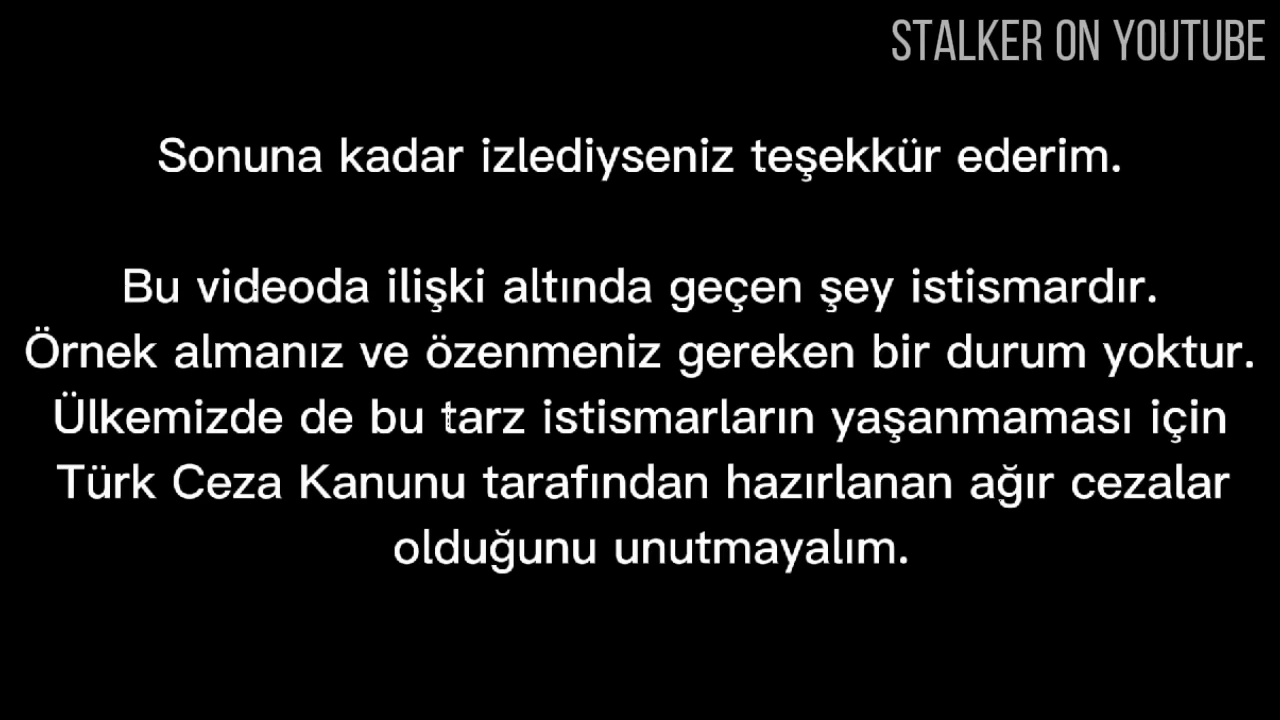 STALKER ON YOUTUBE
Sonuna kadar izlediyseniz teşekkür ederim.
Bu videoda ilişki altında geçen şey istismardır.
Örnek almanız ve özenmeniz gereken bir durum yoktur.
Ülkemizde de bu tarz istismarların yaşanmaması için
Türk Ceza Kanunu tarafından hazırlanan ağır cezalar
olduğunu unutmayalım.